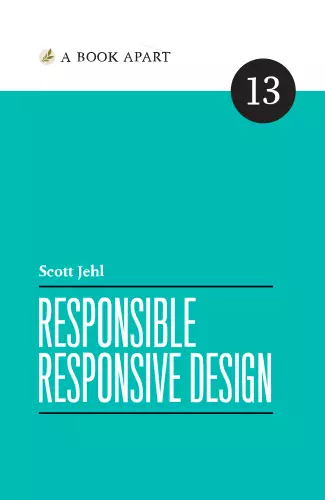 A BOOK APART
13
Scott Jehl
RESPONSIBLE
RESPONSIVE DESIGN